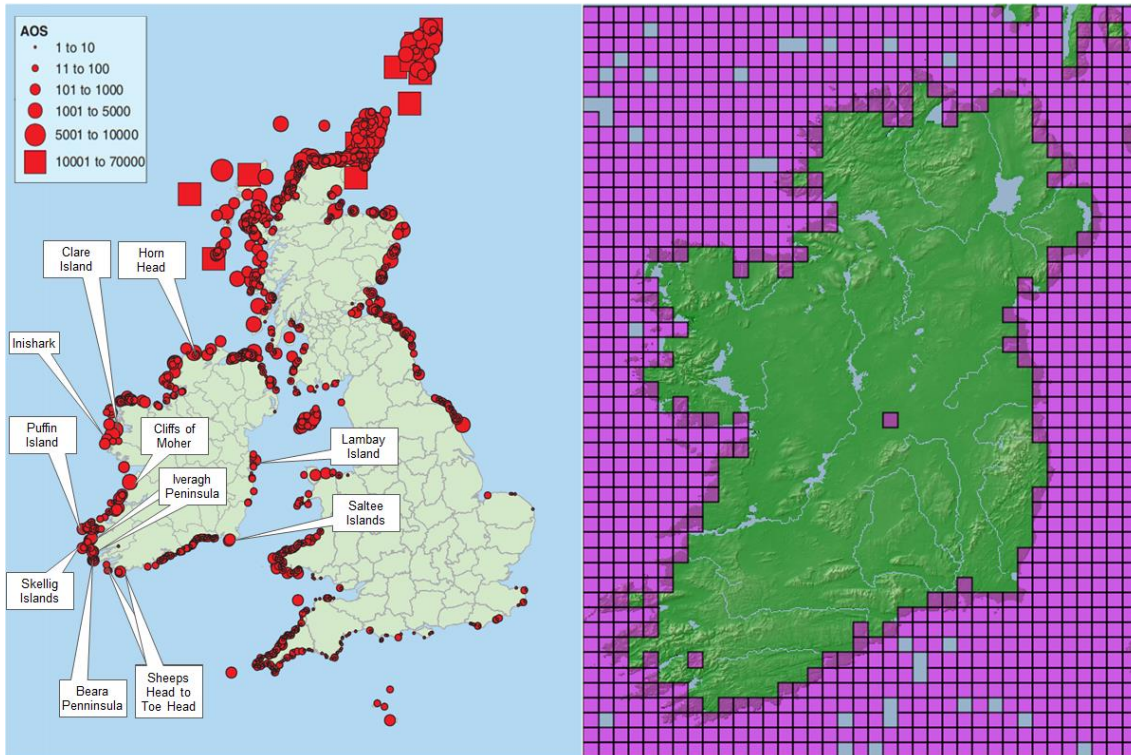 AOS
1 to 10
11 to 100
101 to 1000
1001 to 5000
5001 to 10000
10001 to 70000
Clare
Island
Horn
Head
Inishark
Puffin
Island
Cliffs of
Moher
Iveragh
Peninsula
Lambay
Island
Saltee
Islands
Skellig
Islands
Beara
Penninsula
Sheeps
Head to
Toe Head